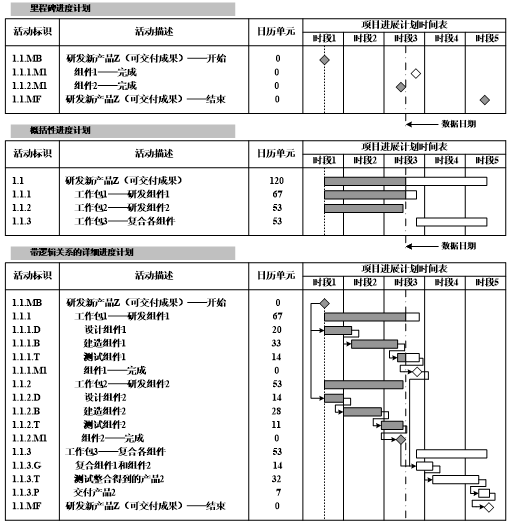 里程碑进度计划
活动标识 活动描述 日历单元 项目进展计划时间表
时段1 时段2 时段3 时段4 时段5
1.1.MB 研发新产品Z（可交付成果）——开始 0
1.1.1.M1 组件1——完成 0
1.1.2.M1 组件2——完成 0
1.1.MF 研发新产品Z（可交付成果）——结束 0
数据日期
概括性进度计划
活动标识 活动描述 日历单元 项目进展计划时间表
时段1 时段2 时段3 时段4 时段5
1.1 研发新产品Z（可交付成果） 120
1.1.1 工作包1——研发组件1 67
1.1.2 工作包2——研发组件2 53
1.1.3 工作包3——复合各组件 53
数据日期
带逻辑关系的详细进度计划
活动标识 活动描述 日历单元 项目进展计划时间表
时段1 时段2 时段3 时段4 时段5
1.1.MB 研发新产品Z（可交付成果）——开始 0
1.1.1 工作包1——研发组件1 67
1.1.1.D 设计组件1 20
1.1.1.B 建造组件1 33
1.1.1.T 测试组件1 14
1.1.1.M1 组件1——完成 0
1.1.2 工作包2——研发组件2 53
1.1.2.D 设计组件2 14
1.1.2.B 建造组件2 28
1.1.2.T 测试组件2 11
1.1.2.M1 组件2——完成 0
1.1.3 工作包3——复合各组件 53
1.1.3.G 复合组件1和组件2 14
1.1.3.T 测试整合得到的产品2 32
1.1.3.P 交付产品2 7
1.1.MF 研发新产品Z（可交付成果）——结束 0